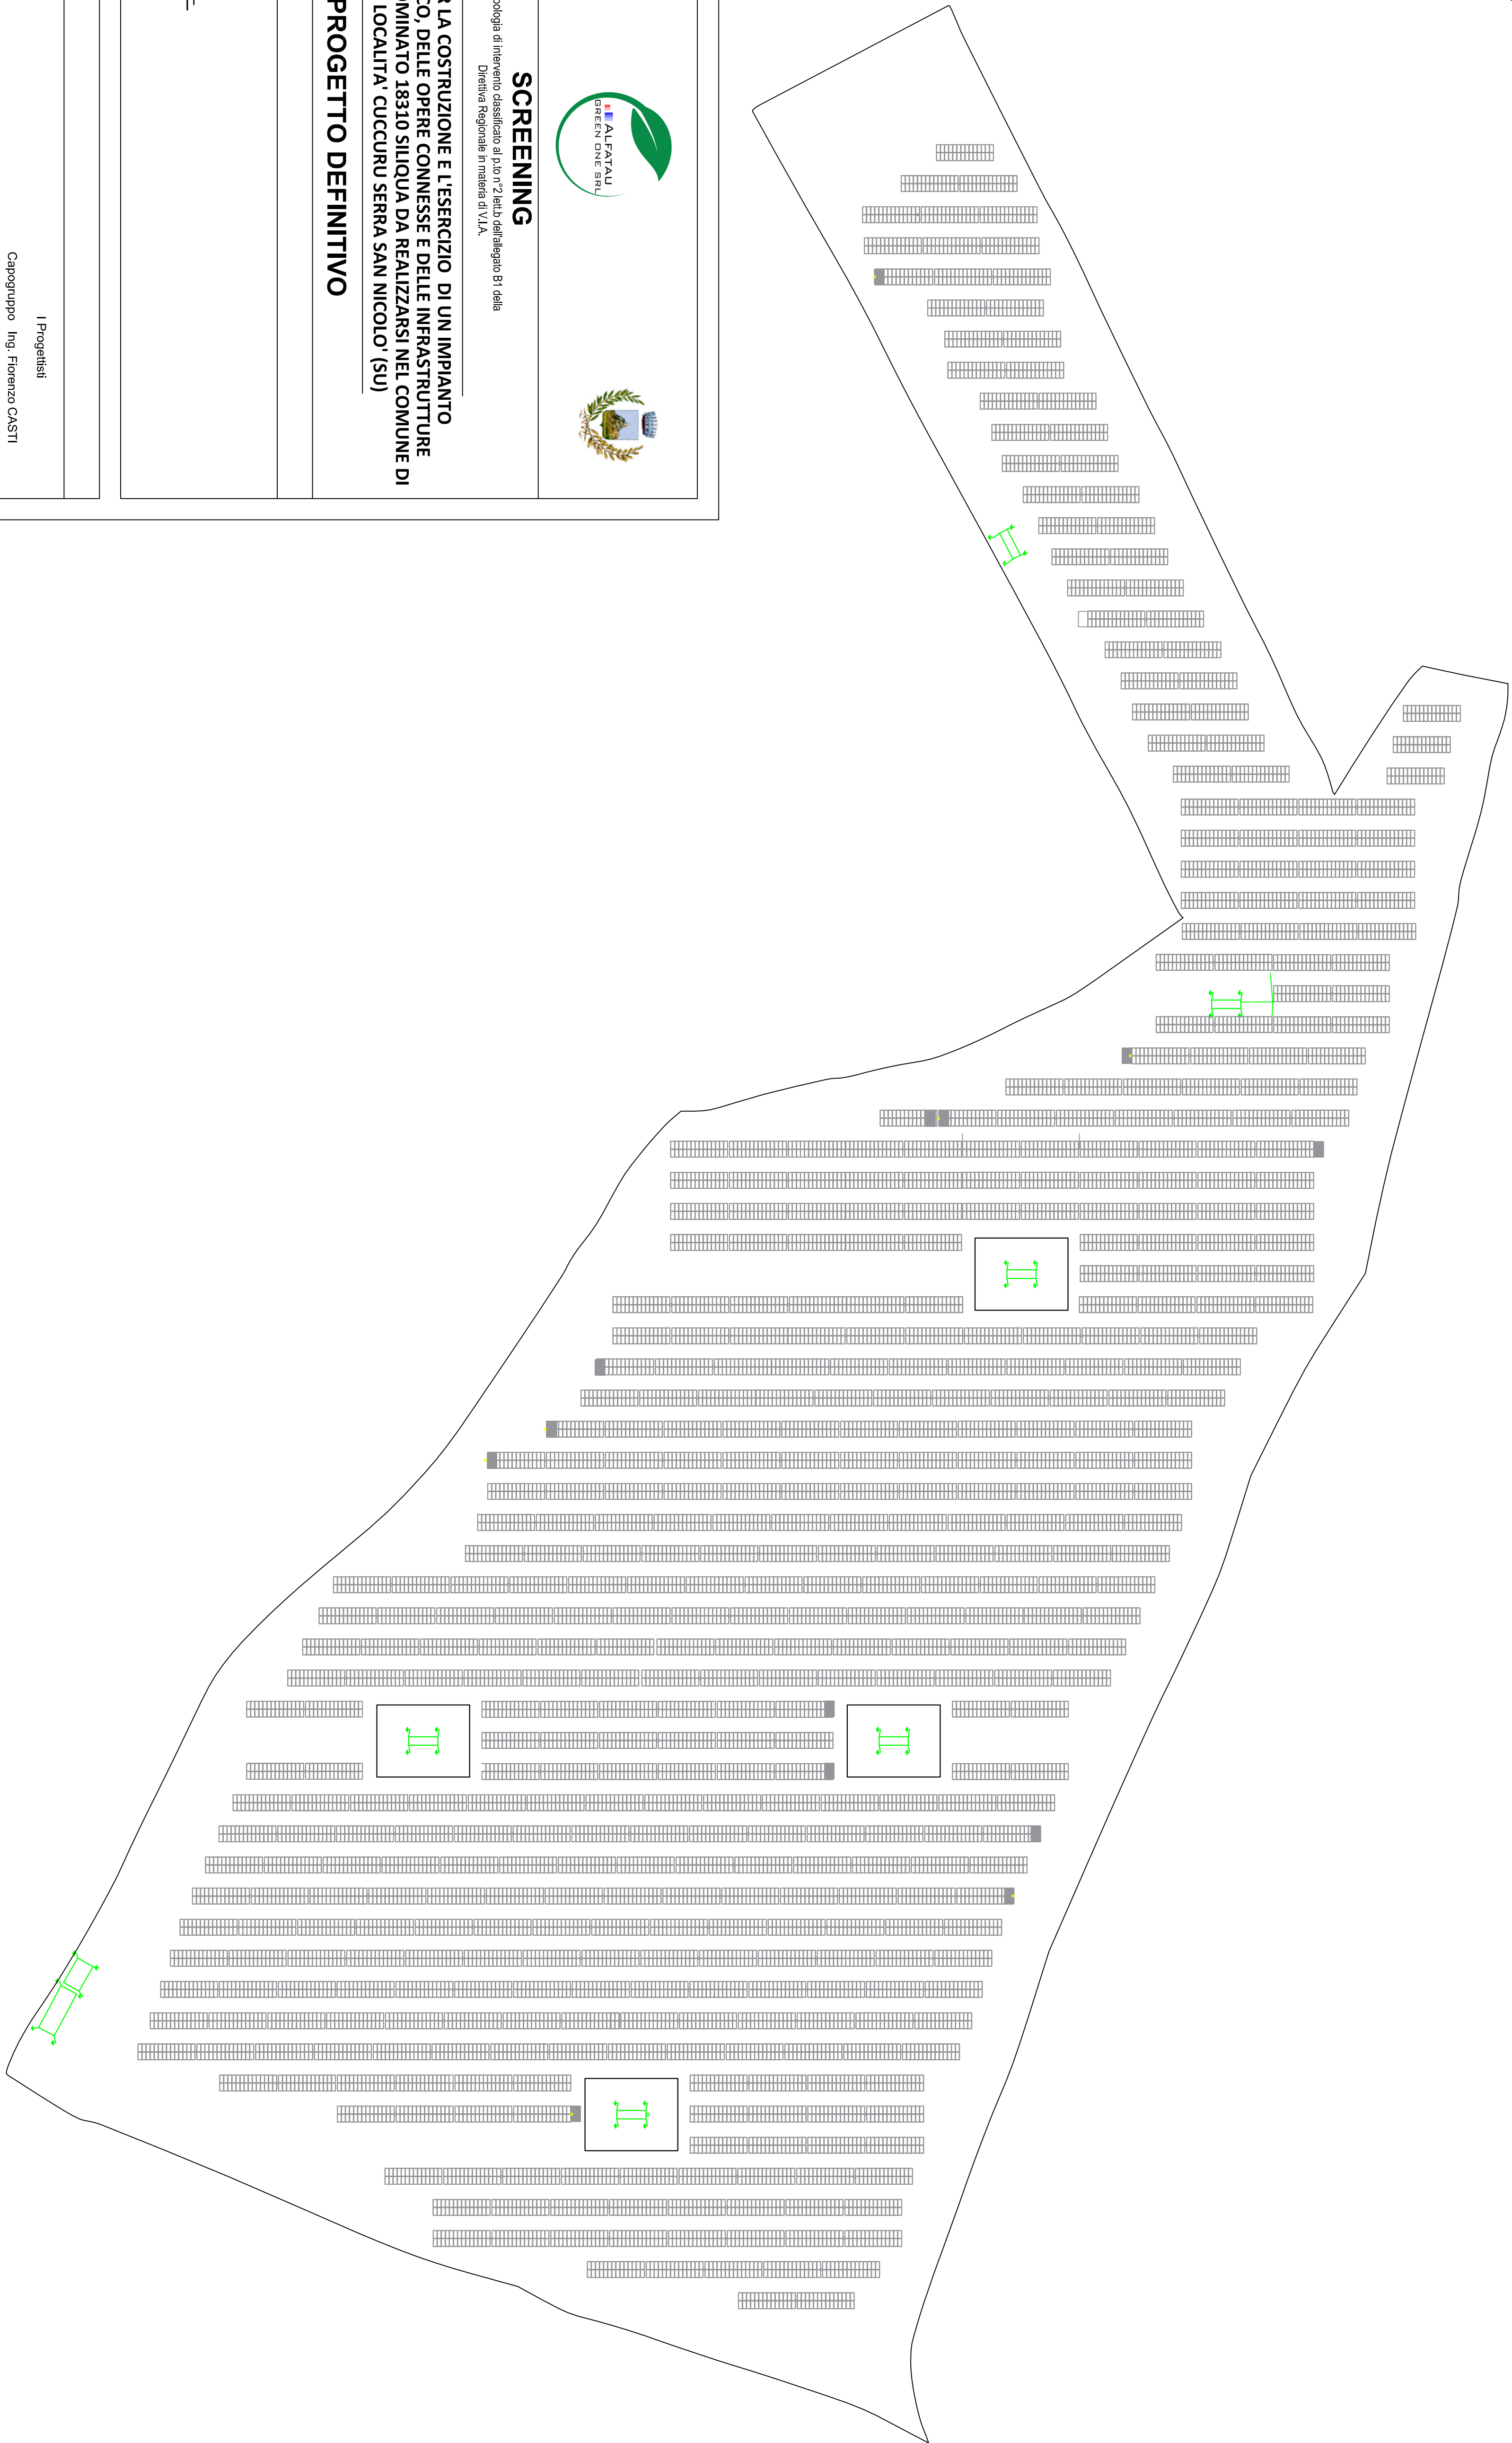 ALFATAU
GREEN ONE SRL
SCREENING
pologia di intervento classificato al p.to n°2 lett.b dell'allegato B1 della
Direttiva Regionale in materia di V.I.A.
R LA COSTRUZIONE E L'ESERCIZIO DI UN IMPIANTO
CO, DELLE OPERE CONNESSE E DELLE INFRASTRUTTURE
OMINATO 18310 SILIQUA DA REALIZZARSI NEL COMUNE DI
LOCALITA' CUCCURU SERRA SAN NICOLO' (SU)
PROGETTO DEFINITIVO
I Progettisti
Capogruppo Ing. Fiorenzo CASTI